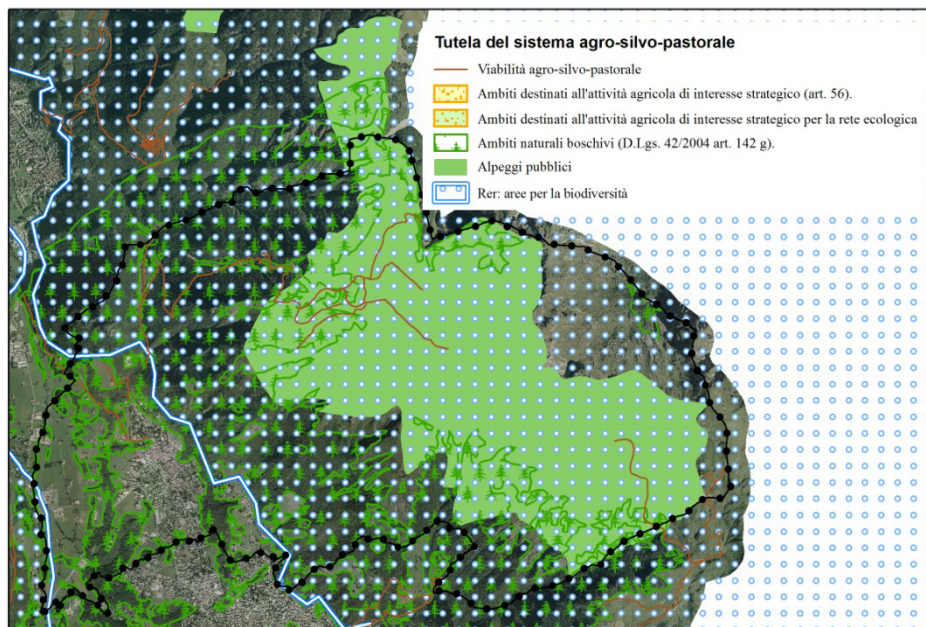 Tutela del sistema agro-silvo-pastorale
Viabilità agro-silvo-pastorale
Ambiti destinati all'attività agricola di interesse strategico (art. 56).
Ambiti destinati all'attività agricola di interesse strategico per la rete ecologica
Ambiti naturali boschivi (D.Lgs. 42/2004 art. 142 g).
Alpeggi pubblici
Rer: aree per la biodiversità